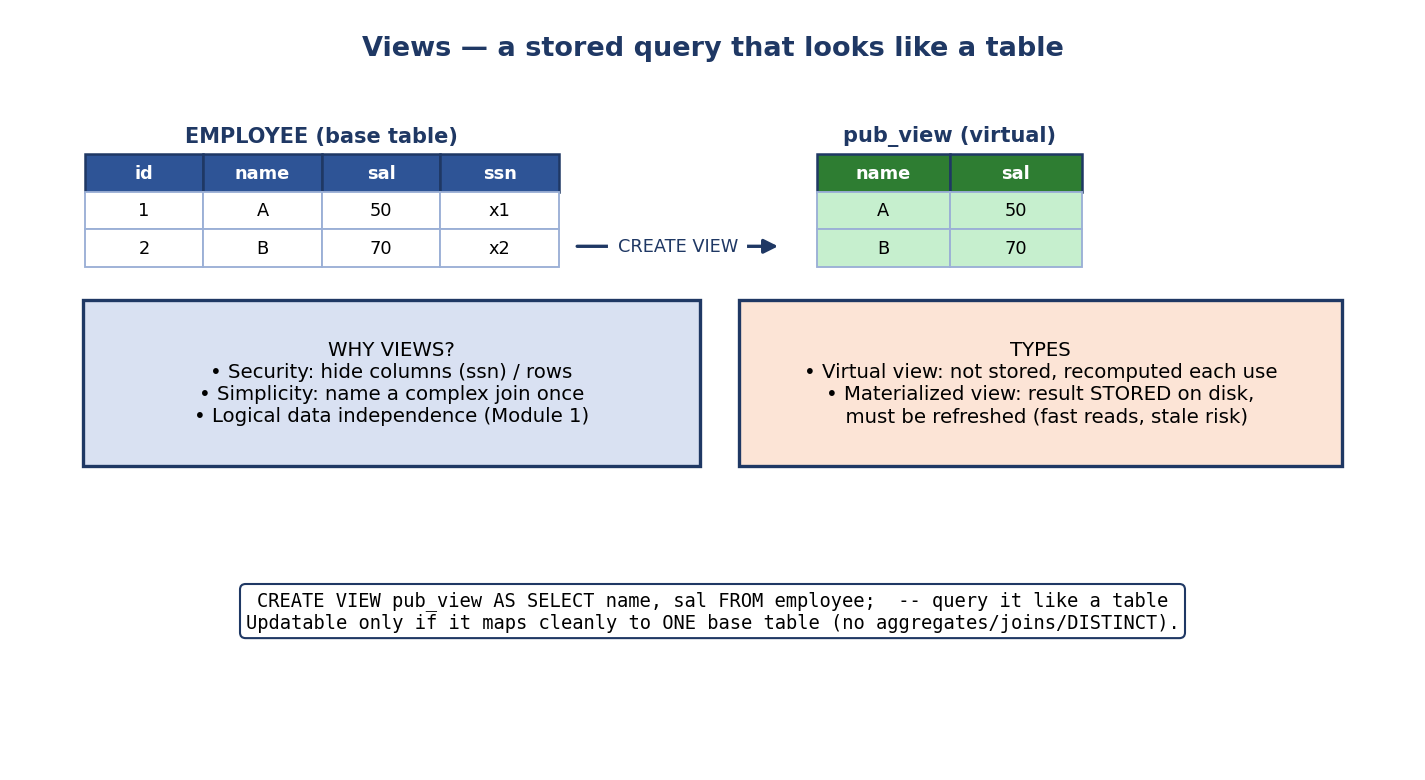 Views — a stored query that looks like a table
EMPLOYEE (base table)
id name sal ssn
1 A 50 x1
2 B 70 x2
CREATE VIEW
pub_view (virtual)
name sal
A 50
B 70
WHY VIEWS?
• Security: hide columns (ssn) / rows
• Simplicity: name a complex join once
• Logical data independence (Module 1)
TYPES
• Virtual view: not stored, recomputed each use
• Materialized view: result STORED on disk,
must be refreshed (fast reads, stale risk)
CREATE VIEW pub_view AS SELECT name, sal FROM employee;  -- query it like a table
Updatable only if it maps cleanly to ONE base table (no aggregates/joins/DISTINCT).